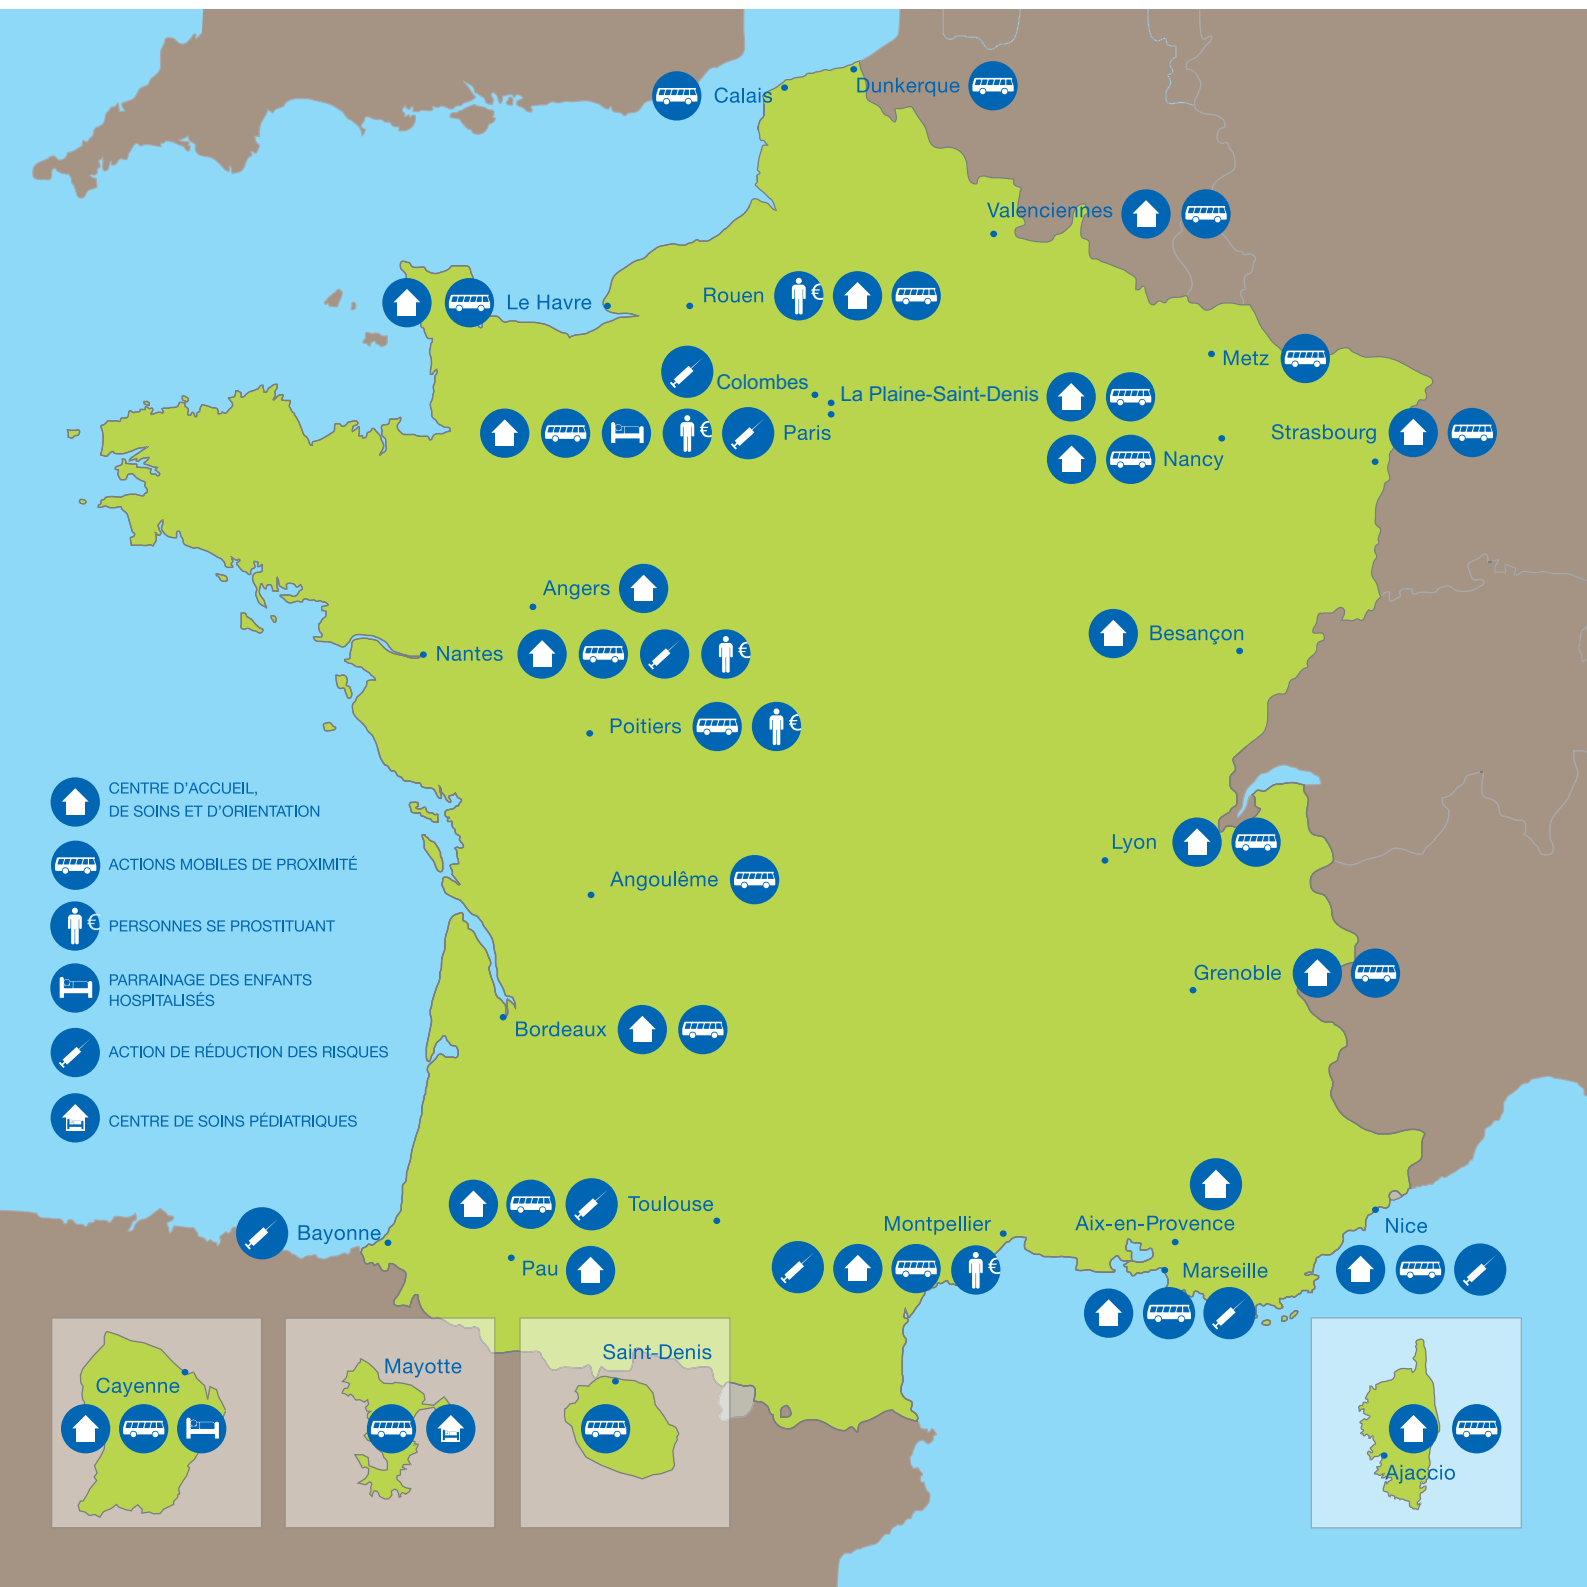 Calais
Dunkerque
Valenciennes
Le Havre
Rouen
€
Metz
Colombes
La Plaine-Saint-Denis
Paris
€
Nancy
Strasbourg
Angers
Besançon
Nantes
€
Poitiers
€
CENTRE D'ACCUEIL,
DE SOINS ET D'ORIENTATION
ACTIONS MOBILES DE PROXIMITÉ
€
PERSONNES SE PROSTITUANT
PARRAINAGE DES ENFANTS
HOSPITALISÉS
ACTION DE RÉDUCTION DES RISQUES
CENTRE DE SOINS PÉDIATRIQUES
Lyon
Angoulême
Grenoble
Bordeaux
Toulouse
Bayonne
Pau
Montpellier
€
Aix-en-Provence
Marseille
Nice
Cayenne
Mayotte
Saint-Denis
Ajaccio